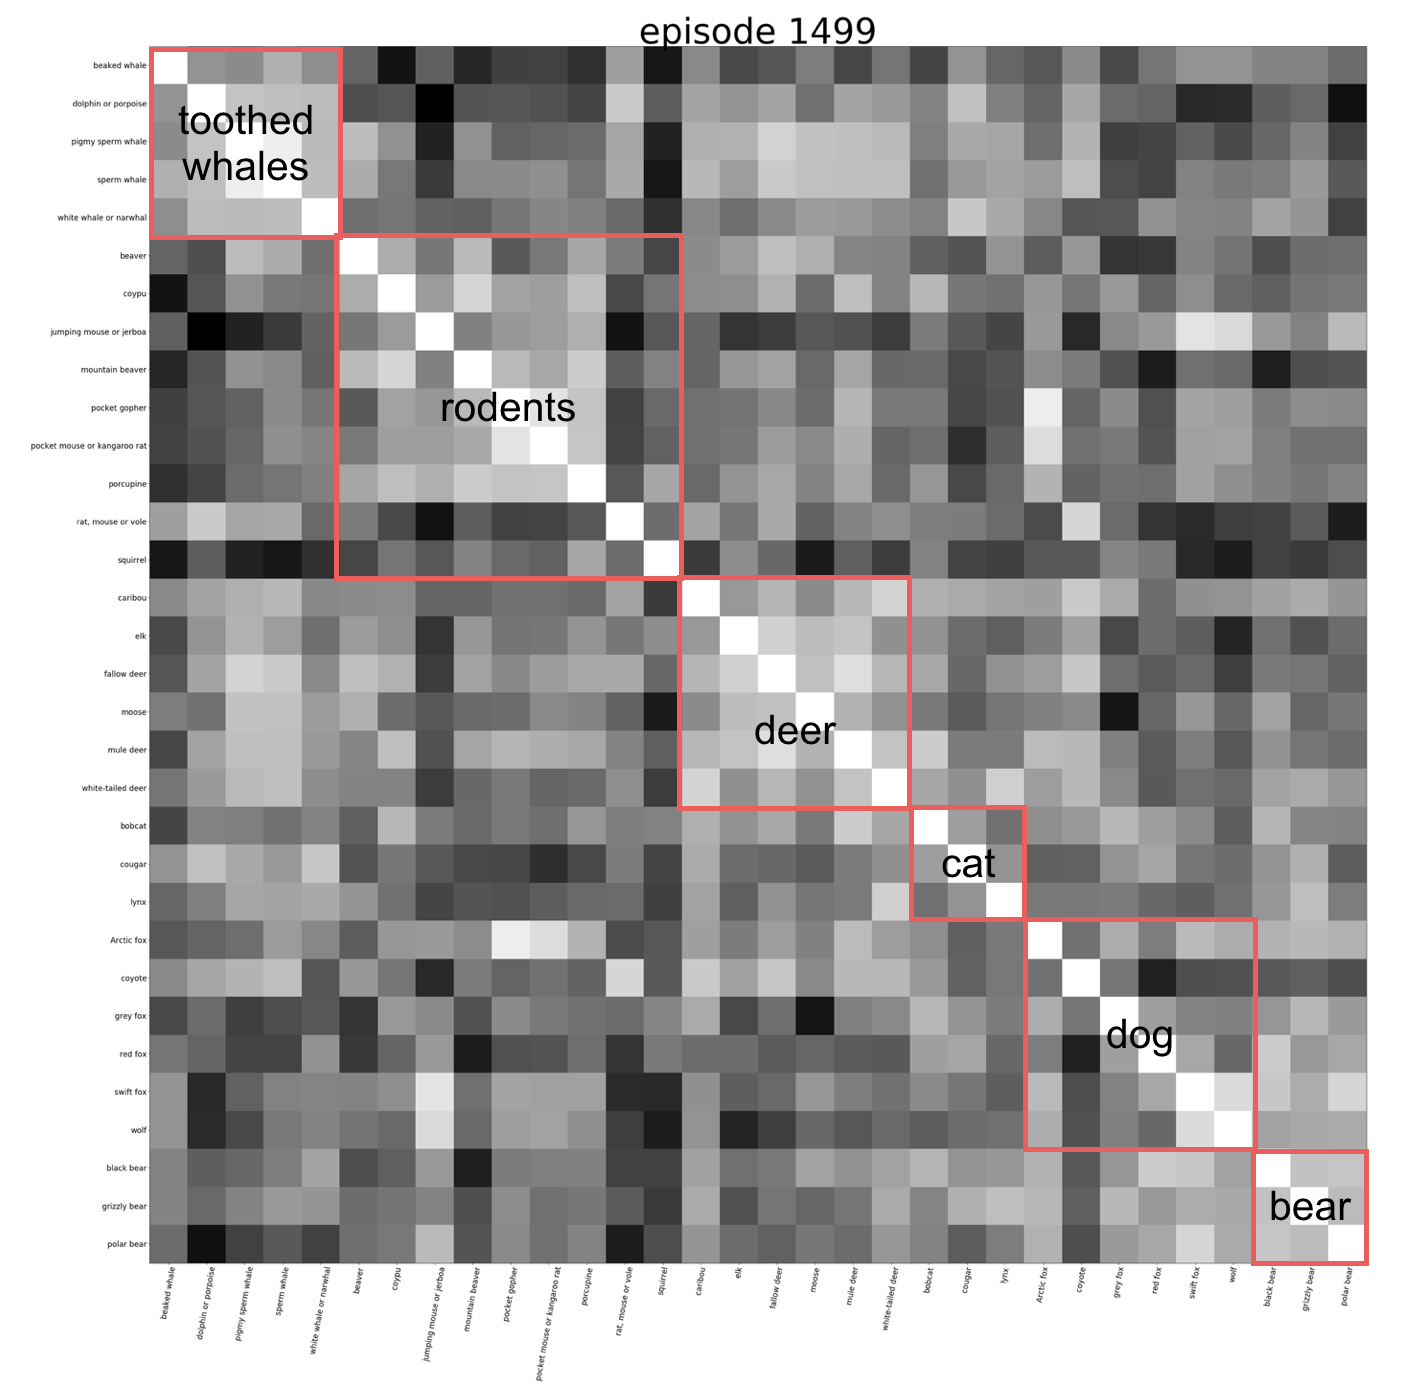 episode 1499
beaked whale
dolphin or porpoise
pigmy sperm whale
sperm whale
white whale or narwhal
beaver
coypu
jumping mouse or jerboa
mountain beaver
pocket gopher
pocket mouse or kangaroo rat
porcupine
rat, mouse or vole
squirrel
caribou
elk
fallow deer
moose
mule deer
white-tailed deer
bobcat
cougar
lynx
Arctic fox
coyote
grey fox
red fox
swift fox
wolf
black bear
grizzly bear
polar bear
toothed
whales
rodents
deer
cat
dog
bear
beaked whale
dolphin or porpoise
pigmy sperm whale
sperm whale
white whale or narwhal
beaver
coypu
jumping mouse or jerboa
mountain beaver
pocket gopher
pocket mouse or kangaroo rat
porcupine
rat, mouse or vole
squirrel
caribou
elk
fallow deer
moose
mule deer
white-tailed deer
bobcat
cougar
lynx
Arctic fox
coyote
grey fox
red fox
swift fox
wolf
black bear
grizzly bear
polar bear